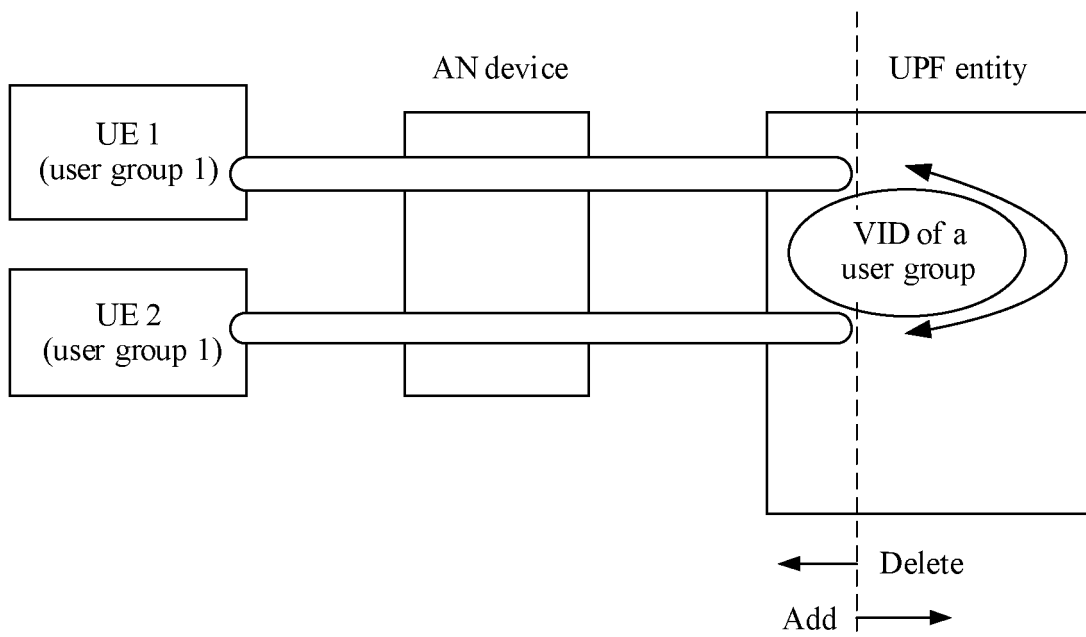 AN device
UPF entity
UE 1
(user group 1)
VID of a
user group
UE 2
(user group 1)
Delete
Add